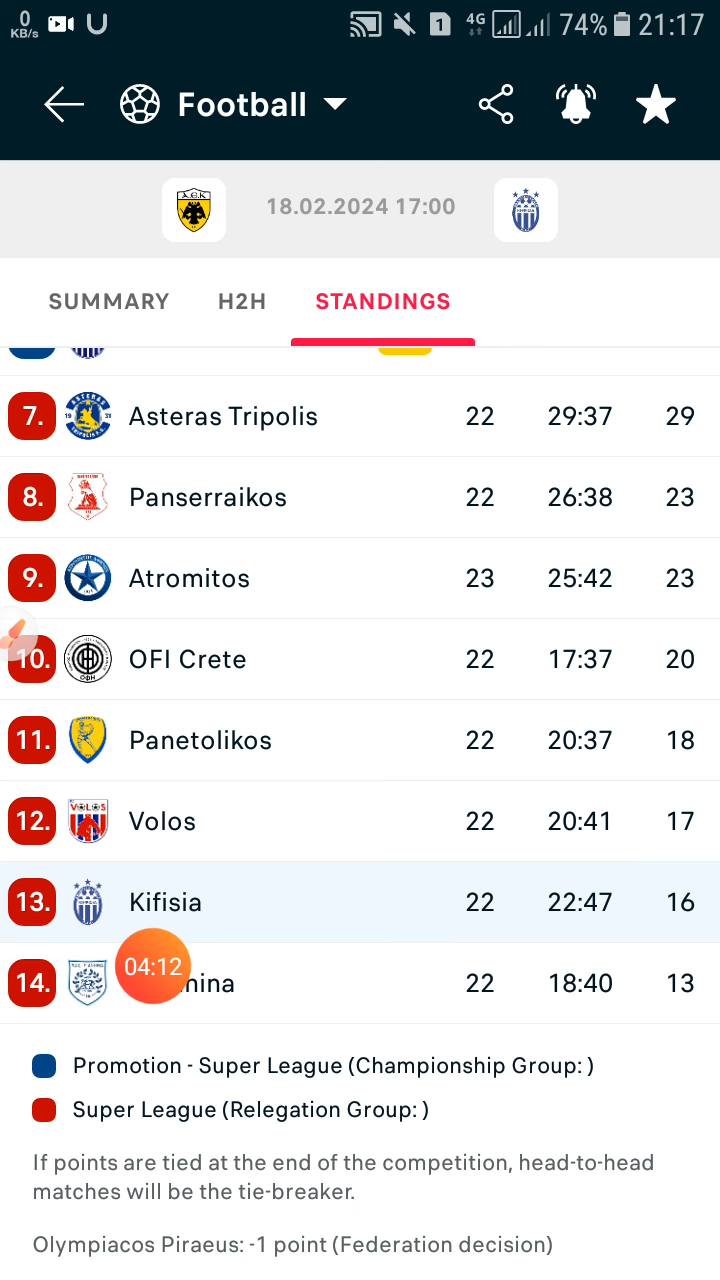 0 KB/s 1 4G 74% 21:17
Football
A.E.K 18.02.2024 17:00
SUMMARY H2H STANDINGS
7. Asteras Tripolis 22 29:37 29
8. Panserraikos 22 26:38 23
9. Atromitos 23 25:42 23
10. OFI Crete 22 17:37 20
11. Panetolikos 22 20:37 18
12. Volos 22 20:41 17
13. Kifisia 22 22:47 16
14. 04:12 nina 22 18:40 13
Promotion - Super League (Championship Group: )
Super League (Relegation Group: )
If points are tied at the end of the competition, head-to-head
matches will be the tie-breaker.
Olympiacos Piraeus: -1 point (Federation decision)